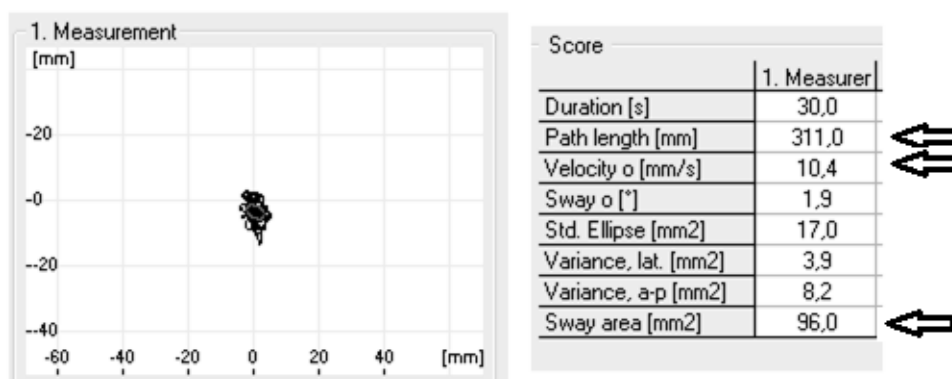 1. Measurement
[mm]
-20
-0
--20
--40
-60 -40 -20 0 20 40 [mm]
Score
1. Measurer
Duration [s] 30,0
Path length [mm] 311,0
Velocity o [mm/s] 10,4
Sway o [°] 1,9
Std. Ellipse [mm2] 17,0
Variance, lat. [mm2] 3,9
Variance, a-p [mm2] 8,2
Sway area [mm2] 96,0